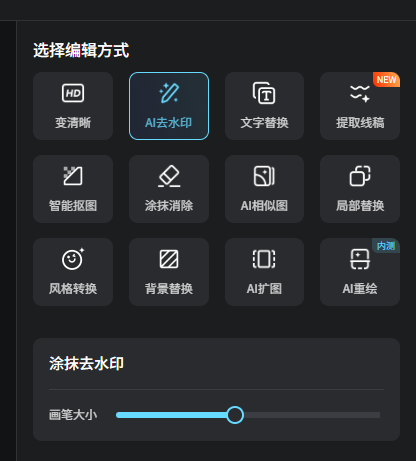 选择编辑方式
HD
NEW
变清晰
AI去水印
T
文字替换
提取线稿
智能抠图
涂抹消除
AI相似图
局部替换
内测
风格转换
背景替换
AI扩图
AI重绘
涂抹去水印
画笔大小